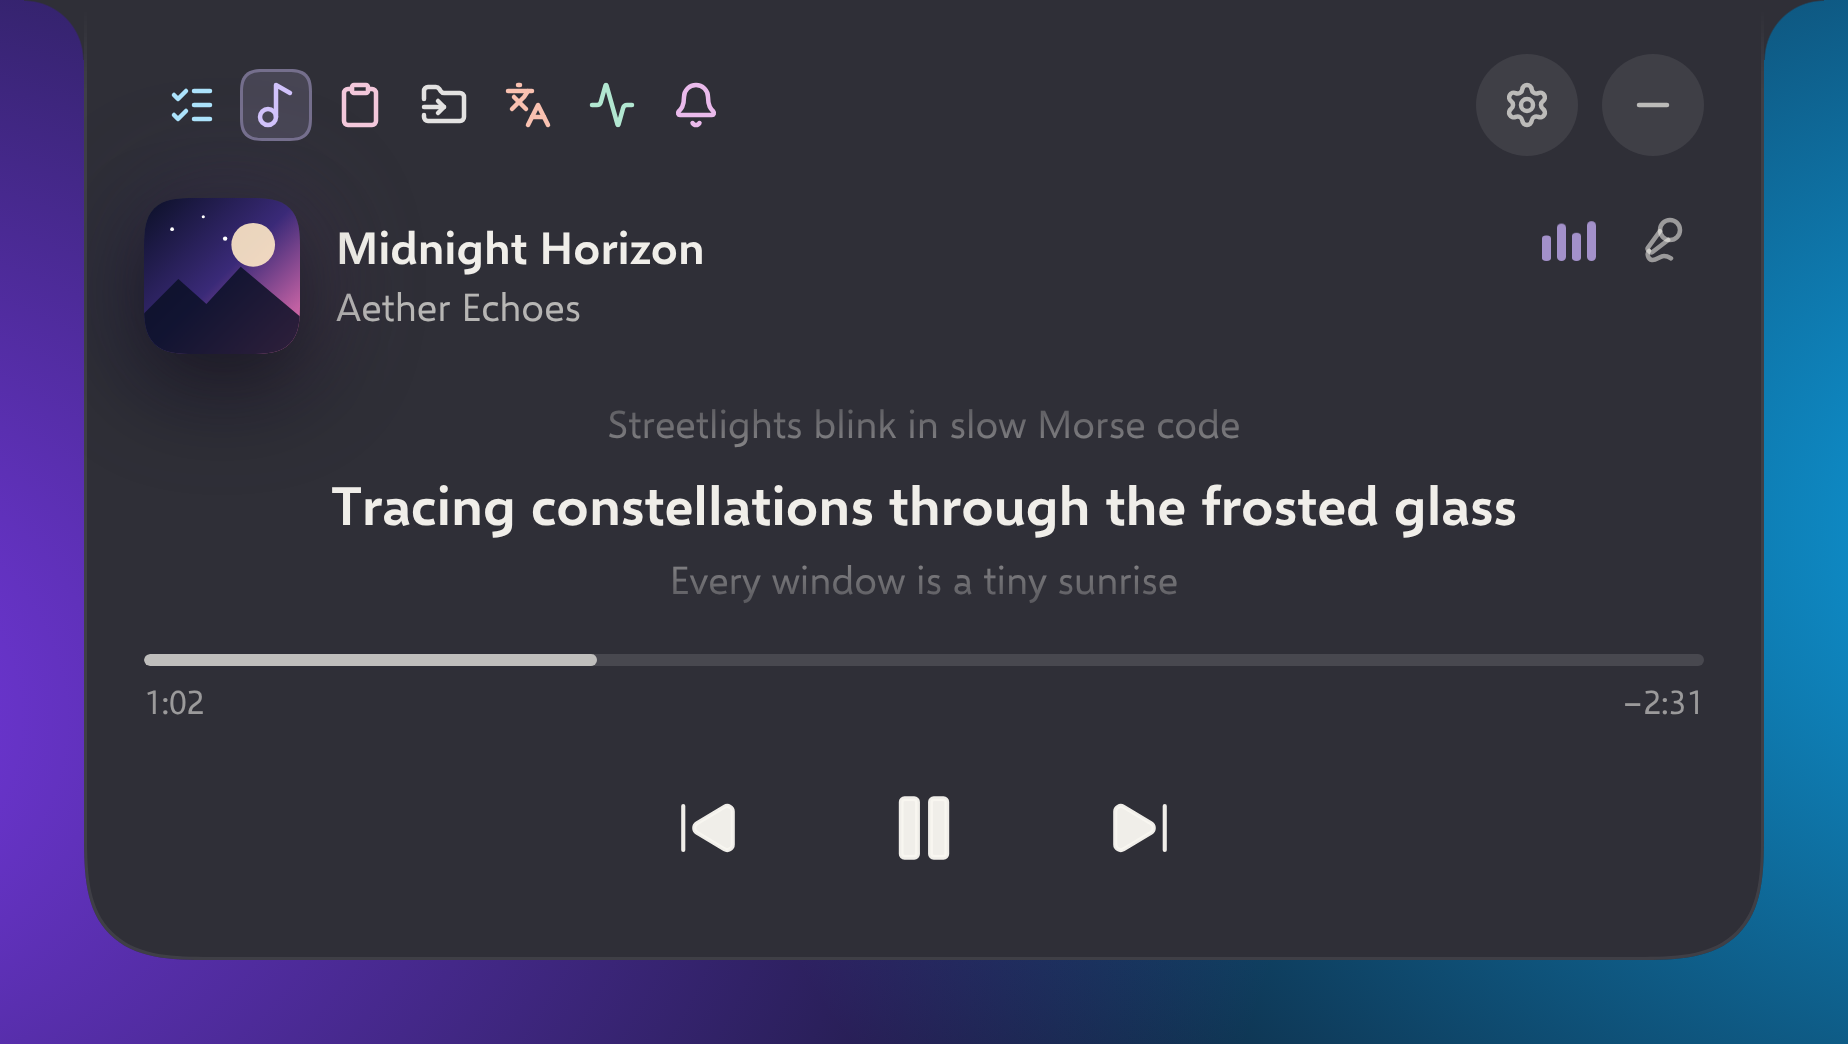 Midnight Horizon
Aether Echoes
Streetlights blink in slow Morse code
Tracing constellations through the frosted glass
Every window is a tiny sunrise
1:02
–2:31